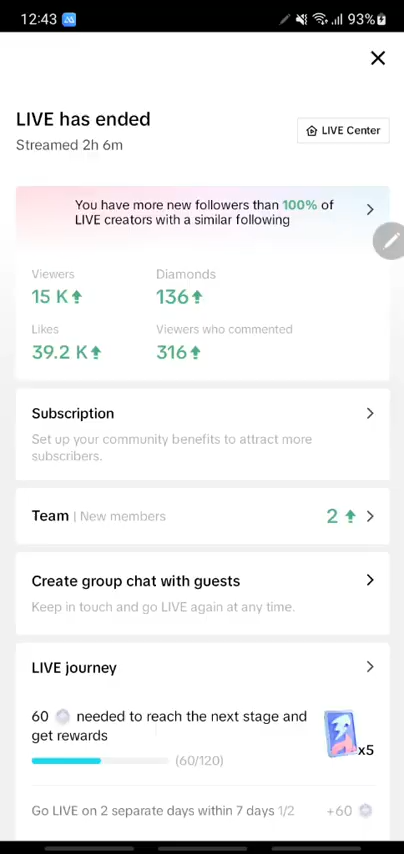 12:43
93%
LIVE has ended
Streamed 2h 6m
LIVE Center
You have more new followers than 100% of
LIVE creators with a similar following
Viewers
Diamonds
15 K
136
Likes
Viewers who commented
39.2 K
316
Subscription
Set up your community benefits to attract more
subscribers.
Team | New members
2
Create group chat with guests
Keep in touch and go LIVE again at any time.
LIVE journey
60 needed to reach the next stage and
get rewards
x5
(60/120)
Go LIVE on 2 separate days within 7 days 1/2
+60